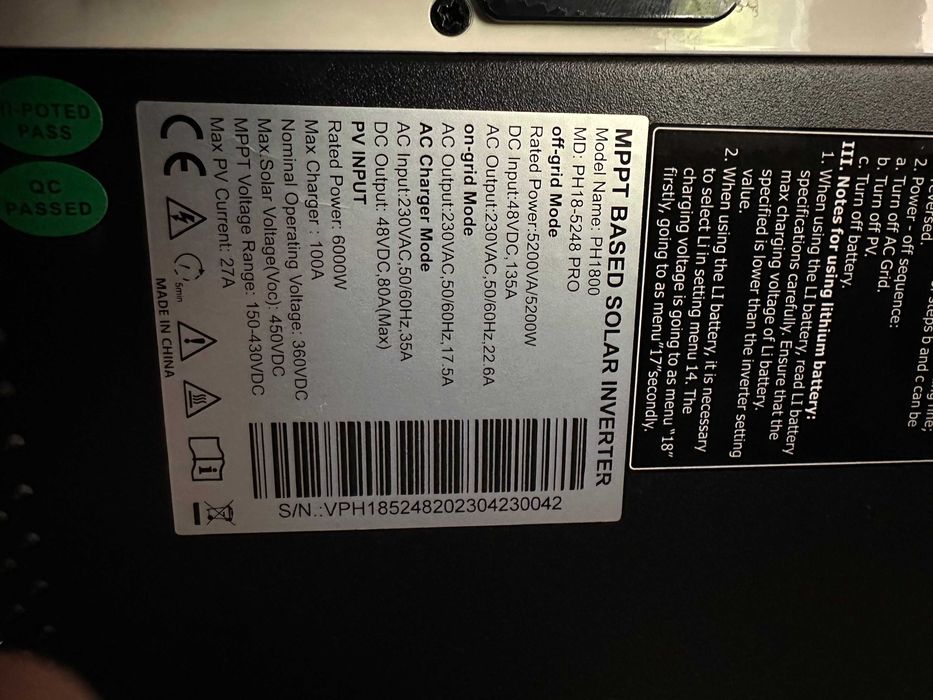 MPPT BASED SOLAR INVERTER
Model Name: PH1800
MD: PH18-5248 PRO
off-grid Mode
Rated Power:5200VA/5200W
DC Input:48VDC,135A
AC Output:230VAC,50/60Hz,22.6A
on-grid Mode
AC Output:230VAC,50/60Hz,17.5A
AC Charger Mode
AC Input:230VAC,50/60Hz,35A
DC Output: 48VDC,80A(Max)
PV INPUT
Rated Power: 6000W
Max.Charger : 100A
Nominal Operating Voltage: 360VDC
Max.Solar Voltage(Voc): 450VDC
MPPT Voltage Range: 150-430VDC
Max PV Current: 27A
CE
5min
MADE IN CHINA
S/N.:VPH185248202304230042
steps b and c can be
reversed.
2. Power - off sequence:
a. Turn off AC Grid.
b. Turn off PV.
c. Turn off battery.
III. Notes for using lithium battery:
1. When using the LI battery, read LI battery
specifications carefully. Ensure that the
max charging voltage of Li battery.
specified is lower than the inverter setting
value.
2. When using the LI battery, it is necessary
to select Li in setting menu 14. The
charging voltage is going to as menu "18"
firstly, going to as menu"17"secondly.
HI-POTED
PASS
QC
PASSED